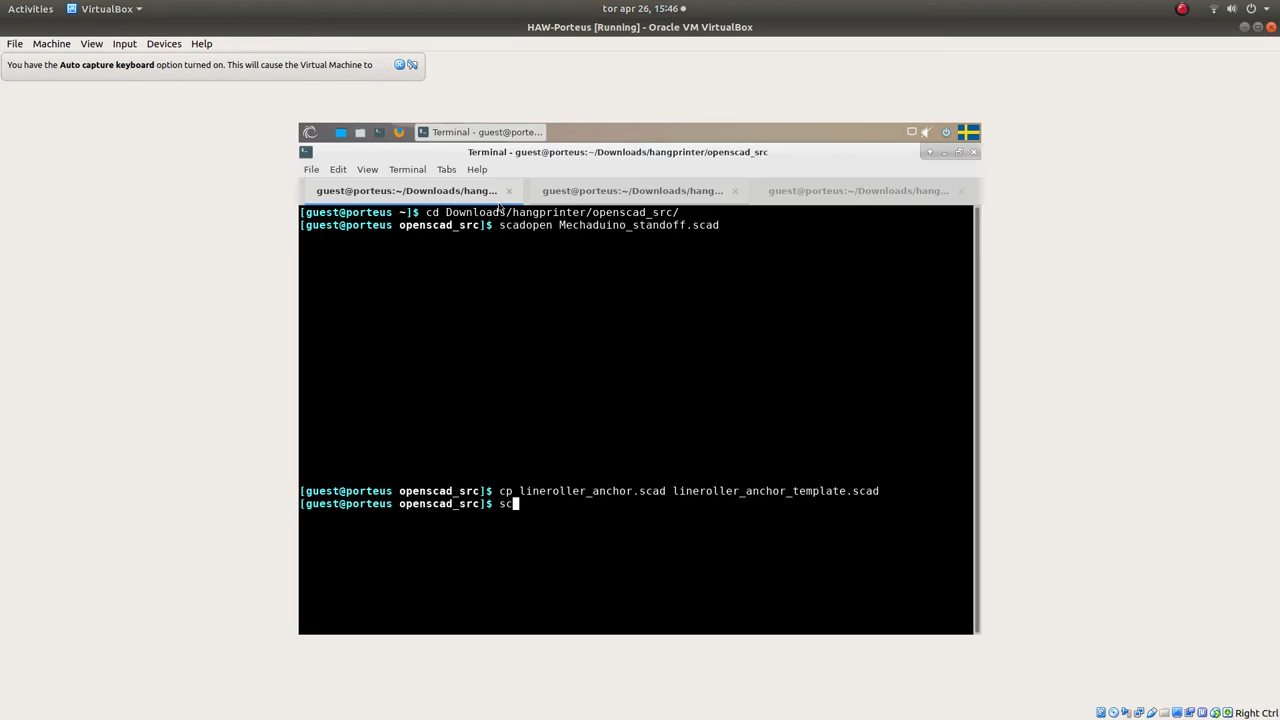 Activities VirtualBox tor apr 26, 15:46
HAW-Porteus [Running] - Oracle VM VirtualBox
File Machine View Input Devices Help
You have the Auto capture keyboard option turned on. This will cause the Virtual Machine to
Terminal - guest@porte...
Terminal - guest@porteus:~/Downloads/hangprinter/openscad_src
File Edit View Terminal Tabs Help
guest@porteus:~/Downloads/hang... guest@porteus:~/Downloads/hang... guest@porteus:~/Downloads/hang...
[guest@porteus ~]$ cd Downloads/hangprinter/openscad_src/
[guest@porteus openscad_src]$ scadopen Mechaduino_standoff.scad
[guest@porteus openscad_src]$ cp lineroller_anchor.scad lineroller_anchor_template.scad
[guest@porteus openscad_src]$ sc
Right Ctrl